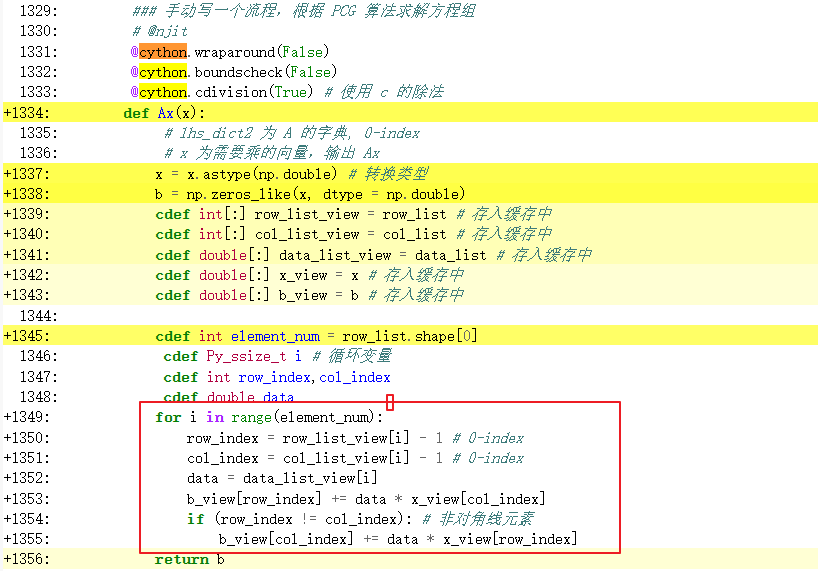 1329: ### 手动写一个流程，根据 PCG 算法求解方程组
1330: # @njit
1331: @cython.wraparound(False)
1332: @cython.boundscheck(False)
1333: @cython.cdivision(True) # 使用 c 的除法
+1334: def Ax(x):
1335: # lhs_dict2 为 A 的字典, 0-index
1336: # x 为需要乘的向量，输出 Ax
+1337: x = x.astype(np.double) # 转换类型
+1338: b = np.zeros_like(x, dtype = np.double)
+1339: cdef int[:] row_list_view = row_list # 存入缓存中
+1340: cdef int[:] col_list_view = col_list # 存入缓存中
+1341: cdef double[:] data_list_view = data_list # 存入缓存中
+1342: cdef double[:] x_view = x # 存入缓存中
+1343: cdef double[:] b_view = b # 存入缓存中
1344:
+1345: cdef int element_num = row_list.shape[0]
1346: cdef Py_ssize_t i # 循环变量
1347: cdef int row_index,col_index
1348: cdef double data
+1349: for i in range(element_num):
+1350: row_index = row_list_view[i] - 1 # 0-index
+1351: col_index = col_list_view[i] - 1 # 0-index
+1352: data = data_list_view[i]
+1353: b_view[row_index] += data * x_view[col_index]
+1354: if (row_index != col_index): # 非对角线元素
+1355: b_view[col_index] += data * x_view[row_index]
+1356: return b